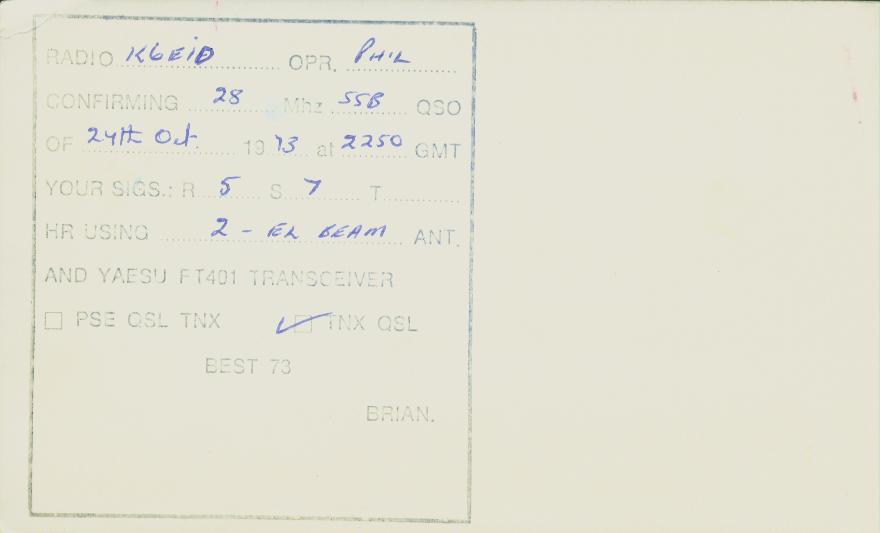 RADIO K6EID OPR. PHIL
CONFIRMING 28 Mhz SSB QSO
OF 24th Oct. 1973 at 2250 GMT
YOUR SIGS.: R 5 S 7 T
HR USING 2 - EL BEAM ANT.
AND YAESU FT401 TRANSCEIVER
☐ PSE QSL TNX ☑ TNX QSL
BEST 73
BRIAN.